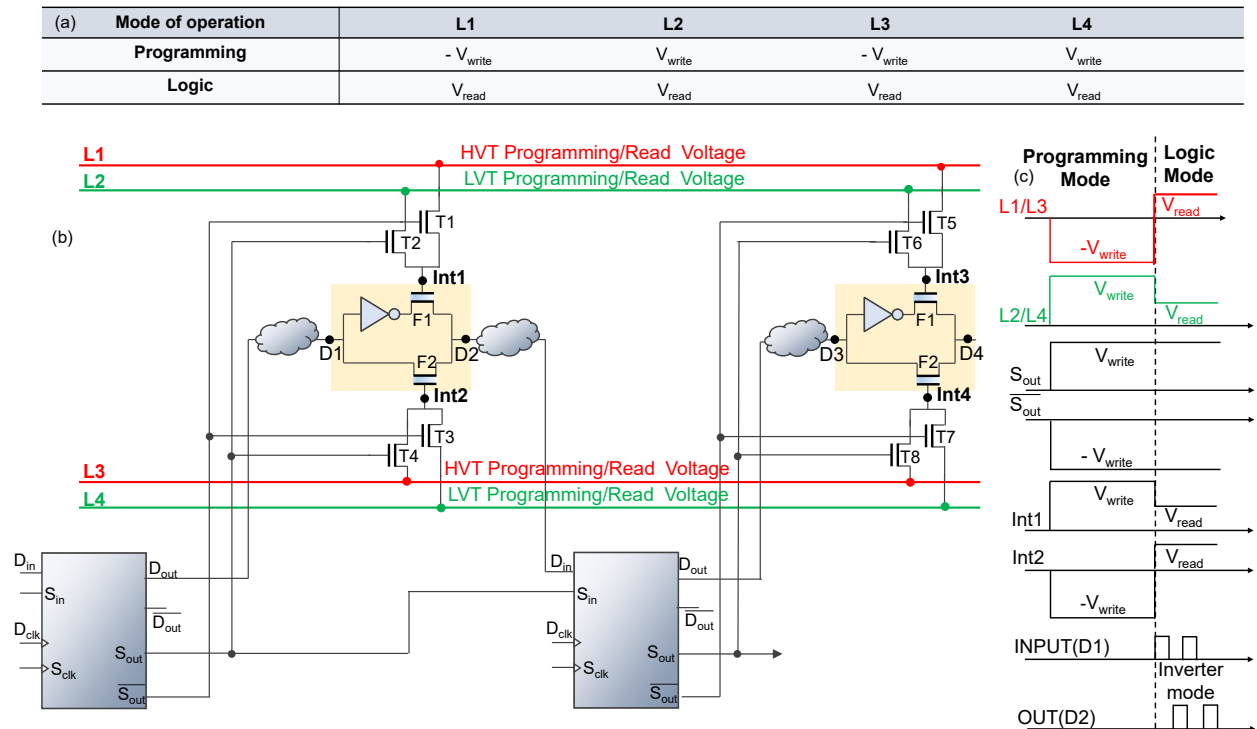 (a) Mode of operation L1 L2 L3 L4
Programming - Vwrite Vwrite - Vwrite Vwrite
Logic Vread Vread Vread Vread
L1 HVT Programming/Read Voltage
L2 LVT Programming/Read Voltage
(b)
T1
T2
Int1
F1
D1
D2
F2
Int2
T3
T4
T5
T6
Int3
F1
D3
D4
F2
Int4
T7
T8
L3 HVT Programming/Read Voltage
L4 LVT Programming/Read Voltage
Din
Sin
Dclk
Sclk
Dout
D̅o̅u̅t̅
Sout
S̅o̅u̅t̅
Din
Sin
Dclk
Sclk
Dout
D̅o̅u̅t̅
Sout
S̅o̅u̅t̅
(c)
Programming Mode
Logic Mode
L1/L3
Vread
-Vwrite
L2/L4
Vwrite
Vread
Sout
Vwrite
S̅o̅u̅t̅
- Vwrite
Int1
Vwrite
Vread
Int2
Vread
-Vwrite
INPUT(D1)
Inverter mode
OUT(D2)